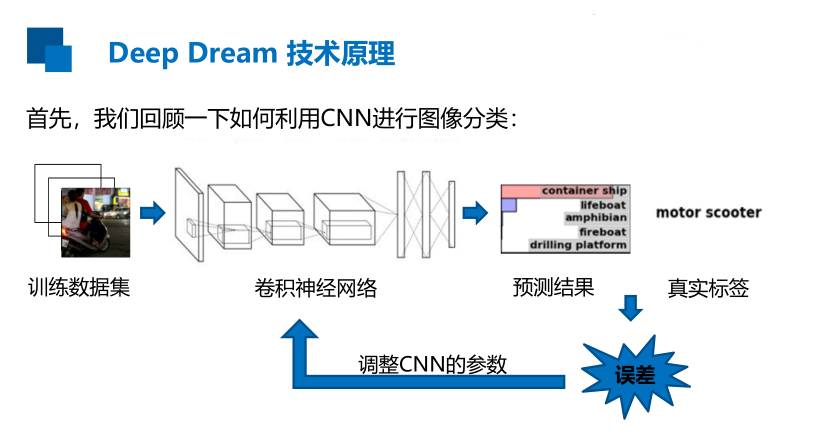 Deep Dream 技术原理
首先，我们回顾一下如何利用CNN进行图像分类：
container ship
lifeboat
amphibian
fireboat
drilling platform
motor scooter
训练数据集
卷积神经网络
预测结果
真实标签
调整CNN的参数
误差